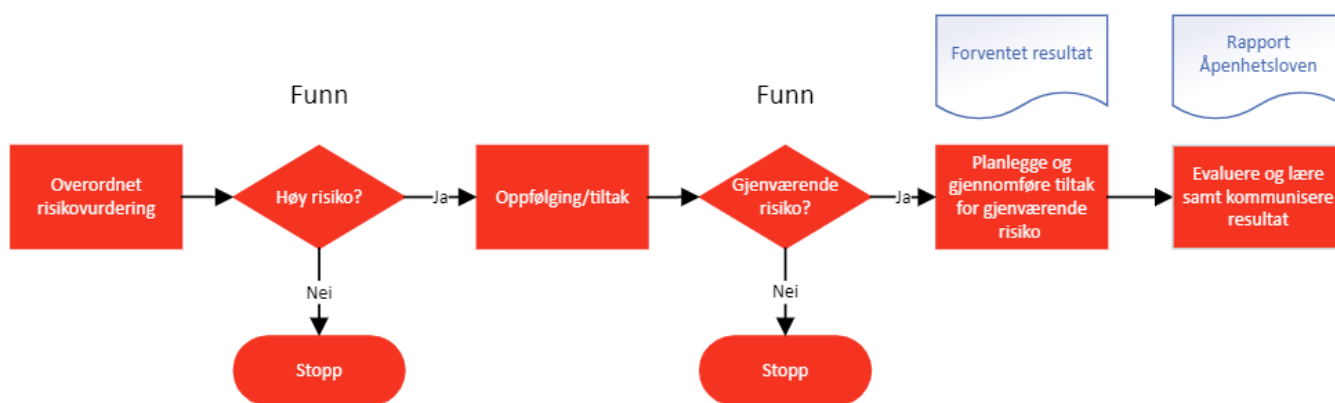 Forventet resultat
Rapport
Åpenhetsloven
Funn
Funn
Overordnet
risikovurdering
Høy risiko?
Ja
Oppfølging/tiltak
Gjenværende
risiko?
Ja
Planlegge og
gjennomføre tiltak
for gjenværende
risiko
Evaluere og lære
samt kommunisere
resultat
Nei
Nei
Stopp
Stopp